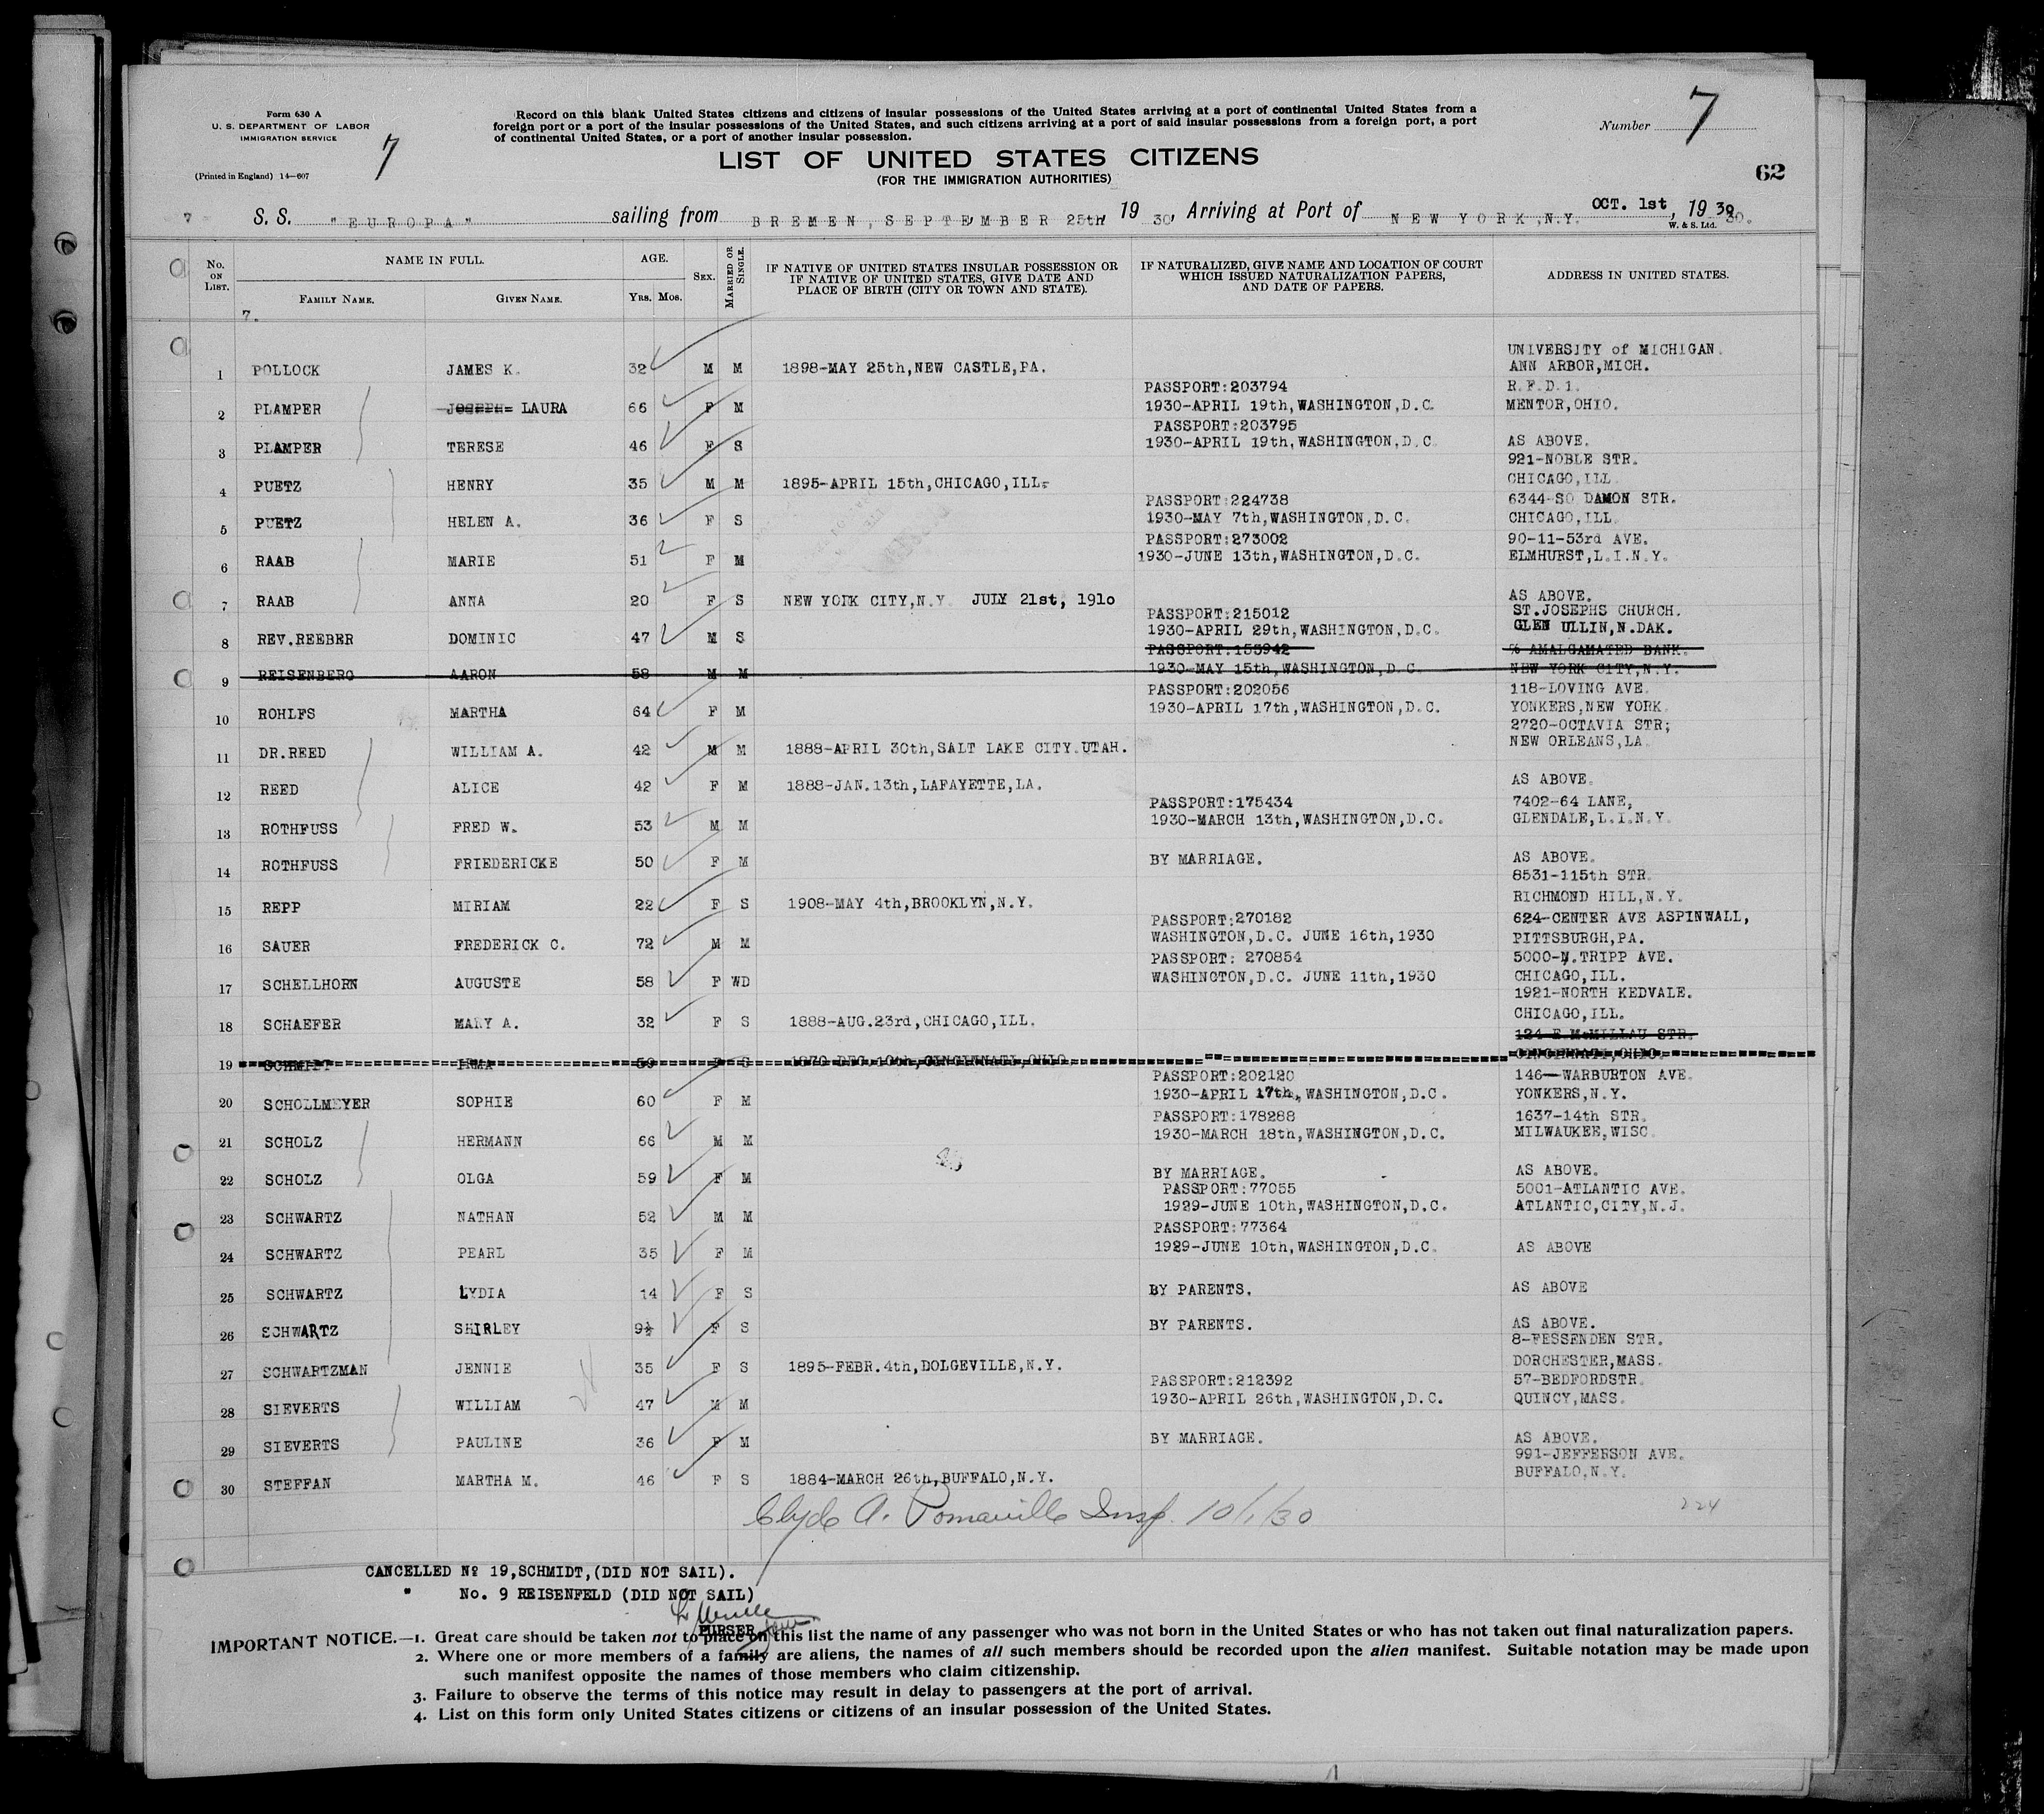 Form 630 A
U. S. DEPARTMENT OF LABOR
IMMIGRATION SERVICE
(Printed in England) 14—607
7
Record on this blank United States citizens and citizens of insular possessions of the United States arriving at a port of continental United States from a
foreign port or a port of the insular possessions of the United States, and such citizens arriving at a port of said insular possessions from a foreign port, a port
of continental United States, or a port of another insular possession.
Number 7
LIST OF UNITED STATES CITIZENS
(FOR THE IMMIGRATION AUTHORITIES)
62
7 S. S. "EUROPA" sailing from BREMEN, SEPTEMBER 25th, 19 30, Arriving at Port of NEW YORK, N.Y. OCT. 1st, 19 30.
W. & S. Ltd.
No. ON LIST. NAME IN FULL. AGE. SEX. MARRIED OR SINGLE. IF NATIVE OF UNITED STATES INSULAR POSSESSION OR IF NATIVE OF UNITED STATES, GIVE DATE AND PLACE OF BIRTH (CITY OR TOWN AND STATE). IF NATURALIZED, GIVE NAME AND LOCATION OF COURT WHICH ISSUED NATURALIZATION PAPERS, AND DATE OF PAPERS. ADDRESS IN UNITED STATES.
FAMILY NAME. GIVEN NAME. YRS. MOS.
7.
UNIVERSITY of MICHIGAN.
1 POLLOCK JAMES K. 32 M M 1898-MAY 25th,NEW CASTLE,PA. ANN ARBOR,MICH.
PASSPORT:203794 R.F.D.1.
2 PLAMPER JOSEPH LAURA 66 F M 1930-APRIL 19th,WASHINGTON,D.C. MENTOR,OHIO.
PASSPORT:203795
3 PLAMPER TERESE 46 F S 1930-APRIL 19th,WASHINGTON,D.C. AS ABOVE.
921-NOBLE STR.
4 PUETZ HENRY 35 M M 1895-APRIL 15th,CHICAGO,ILL. CHICAGO,ILL.
PASSPORT:224738 6344-SO DAMON STR.
5 PUETZ HELEN A. 36 F S 1930-MAY 7th,WASHINGTON,D.C. CHICAGO,ILL.
PASSPORT:273002 90-11-53rd AVE.
6 RAAB MARIE 51 F M 1930-JUNE 13th,WASHINGTON,D.C. ELMHURST,L.I.N.Y.
7 RAAB ANNA 20 F S NEW YORK CITY,N.Y. JULY 21st, 1910 AS ABOVE.
PASSPORT:215012 ST.JOSEPHS CHURCH.
8 REV.REEBER DOMINIC 47 M S 1930-APRIL 29th,WASHINGTON,D.C. GLEN ULLIN,N.DAK.
PASSPORT:155942 % AMALGAMATED BANK.
9 REISENBERG AARON 58 M M 1930-MAY 15th,WASHINGTON,D.C. NEW YORK CITY,N.Y.
PASSPORT:202056 118-LOVING AVE.
10 ROHLFS MARTHA 64 F M 1930-APRIL 17th,WASHINGTON,D.C. YONKERS,NEW YORK.
2720-OCTAVIA STR;
11 DR.REED WILLIAM A. 42 M M 1888-APRIL 30th,SALT LAKE CITY.UTAH. NEW ORLEANS,LA.
12 REED ALICE 42 F M 1888-JAN.13th,LAFAYETTE,LA. AS ABOVE.
PASSPORT:175434 7402-64 LANE,
13 ROTHFUSS FRED W. 53 M M 1930-MARCH 13th,WASHINGTON,D.C. GLENDALE,L.I.N.Y.
14 ROTHFUSS FRIEDERICKE 50 F M BY MARRIAGE. AS ABOVE.
8531-115th STR.
15 REPP MIRIAM 22 F S 1908-MAY 4th,BROOKLYN,N.Y. RICHMOND HILL,N.Y.
PASSPORT:270182 624-CENTER AVE ASPINWALL,
16 SAUER FREDERICK C. 72 M M WASHINGTON,D.C. JUNE 16th,1930 PITTSBURGH,PA.
PASSPORT: 270854 5000-N.TRIPP AVE.
17 SCHELLHORN AUGUSTE 58 F WD WASHINGTON,D.C. JUNE 11th,1930 CHICAGO,ILL.
1921-NORTH KEDVALE.
18 SCHAEFER MARY A. 32 F S 1888-AUG.23rd,CHICAGO,ILL. CHICAGO,ILL.
124 E McMILLAU STR.
19 SCHMIDT IRMA 59 F S 1870-DEC.10th,CINCINNATI,OHIO. CINCINNATI,OHIO.
PASSPORT:202120 146—WARBURTON AVE.
20 SCHOLLMEYER SOPHIE 60 F M 1930-APRIL 17th,WASHINGTON,D.C. YONKERS,N.Y.
PASSPORT:178288 1637-14th STR.
21 SCHOLZ HERMANN 66 M M 1930-MARCH 18th,WASHINGTON,D.C. MILWAUKEE,WISC.
22 SCHOLZ OLGA 59 F M BY MARRIAGE. AS ABOVE.
PASSPORT:77055 5001-ATLANTIC AVE.
23 SCHWARTZ NATHAN 52 M M 1929-JUNE 10th,WASHINGTON,D.C. ATLANTIC,CITY,N.J.
PASSPORT:77364
24 SCHWARTZ PEARL 35 F M 1929-JUNE 10th,WASHINGTON,D.C. AS ABOVE
25 SCHWARTZ LYDIA 14 F S BY PARENTS. AS ABOVE
26 SCHWARTZ SHIRLEY 9½ F S BY PARENTS. AS ABOVE.
8-FESSENDEN STR.
27 SCHWARTZMAN JENNIE 35 F S 1895-FEBR.4th,DOLGEVILLE,N.Y. DORCHESTER,MASS.
PASSPORT:212392 57-BEDFORDSTR.
28 SIEVERTS WILLIAM 47 M M 1930-APRIL 26th,WASHINGTON,D.C. QUINCY,MASS.
29 SIEVERTS PAULINE 36 F M BY MARRIAGE. AS ABOVE.
991-JEFFERSON AVE.
30 STEFFAN MARTHA M. 46 F S 1884-MARCH 26th,BUFFALO,N.Y. BUFFALO,N.Y.
224
Clyde A. Pomaville Insp. 10/1/30
CANCELLED № 19,SCHMIDT,(DID NOT SAIL).
" No. 9 REISENFELD (DID NOT SAIL)
PURSER
IMPORTANT NOTICE.—1. Great care should be taken not to place on this list the name of any passenger who was not born in the United States or who has not taken out final naturalization papers.
2. Where one or more members of a family are aliens, the names of all such members should be recorded upon the alien manifest. Suitable notation may be made upon
such manifest opposite the names of those members who claim citizenship.
3. Failure to observe the terms of this notice may result in delay to passengers at the port of arrival.
4. List on this form only United States citizens or citizens of an insular possession of the United States.